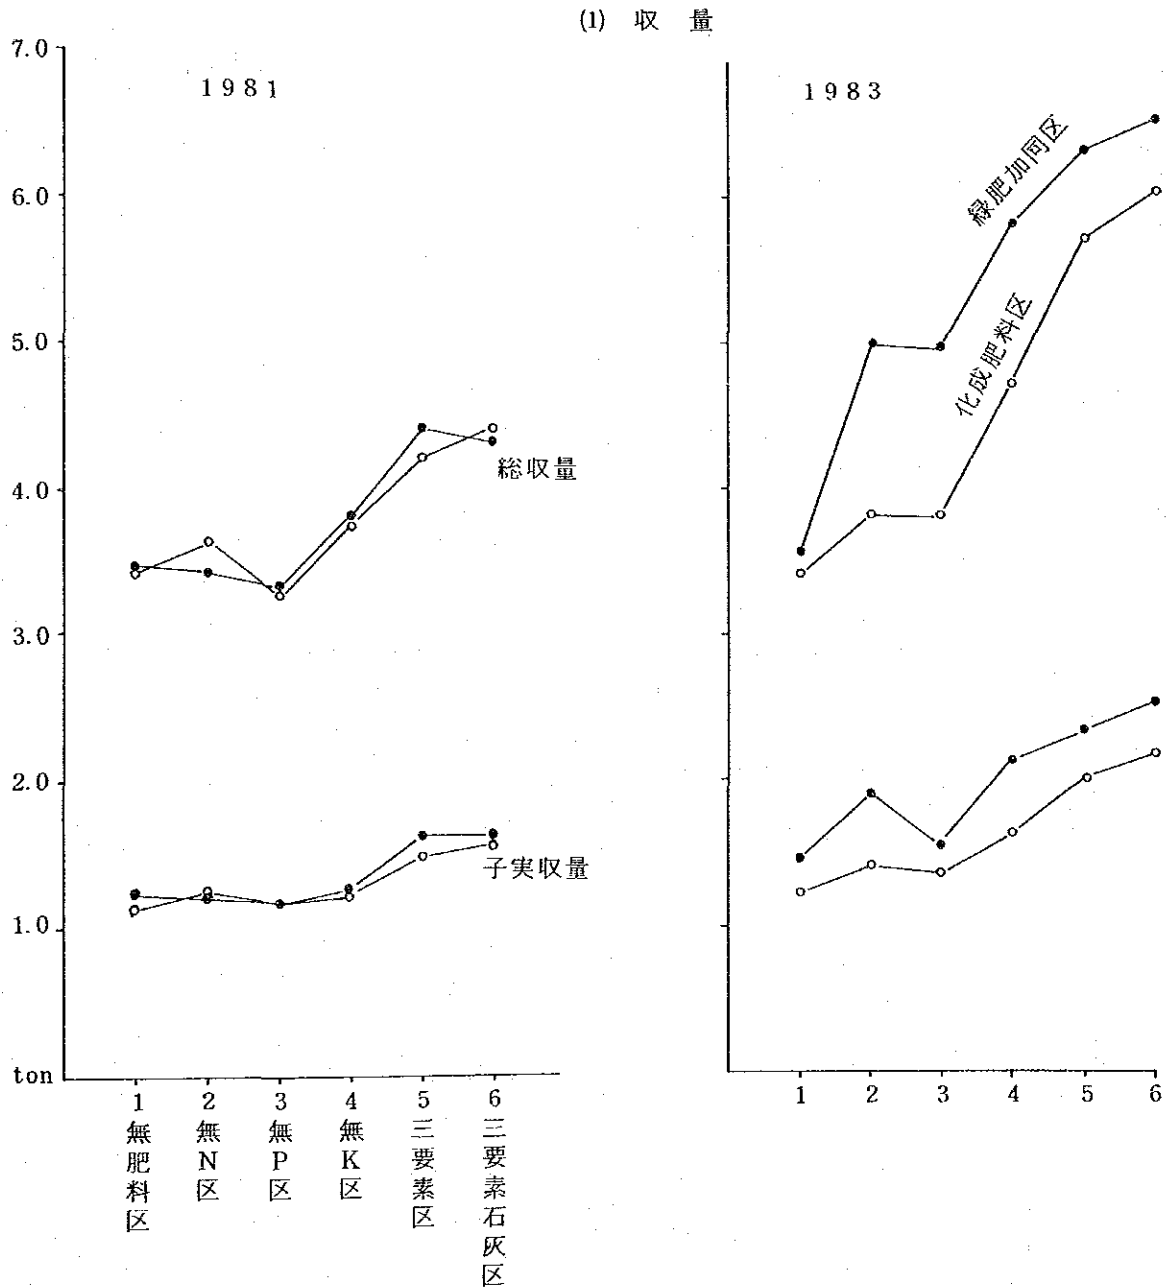 (1) 収量
7.0
6.0
5.0
4.0
3.0
2.0
1.0
ton
1981
総収量
子実収量
1 無肥料区
2 無N区
3 無P区
4 無K区
5 三要素区
6 三要素石灰区
1983
緑肥加同区
化成肥料区
1 2 3 4 5 6